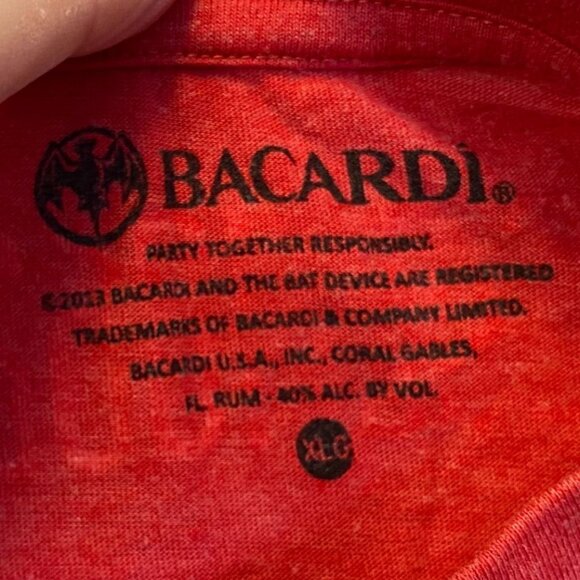 BACARDÍ®
PARTY TOGETHER RESPONSIBLY.
© 2013 BACARDI AND THE BAT DEVICE ARE REGISTERED
TRADEMARKS OF BACARDI & COMPANY LIMITED.
BACARDI U.S.A., INC., CORAL GABLES,
FL. RUM - 40% ALC. BY VOL.
XLG